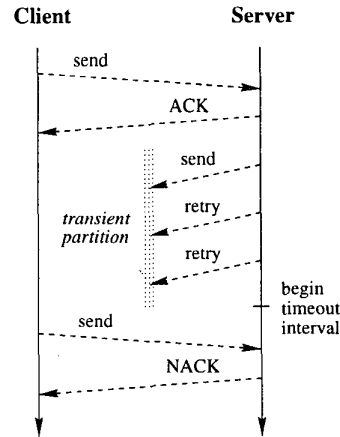 Client
Server
send
ACK
send
transient
partition
retry
retry
begin
timeout
interval
send
NACK